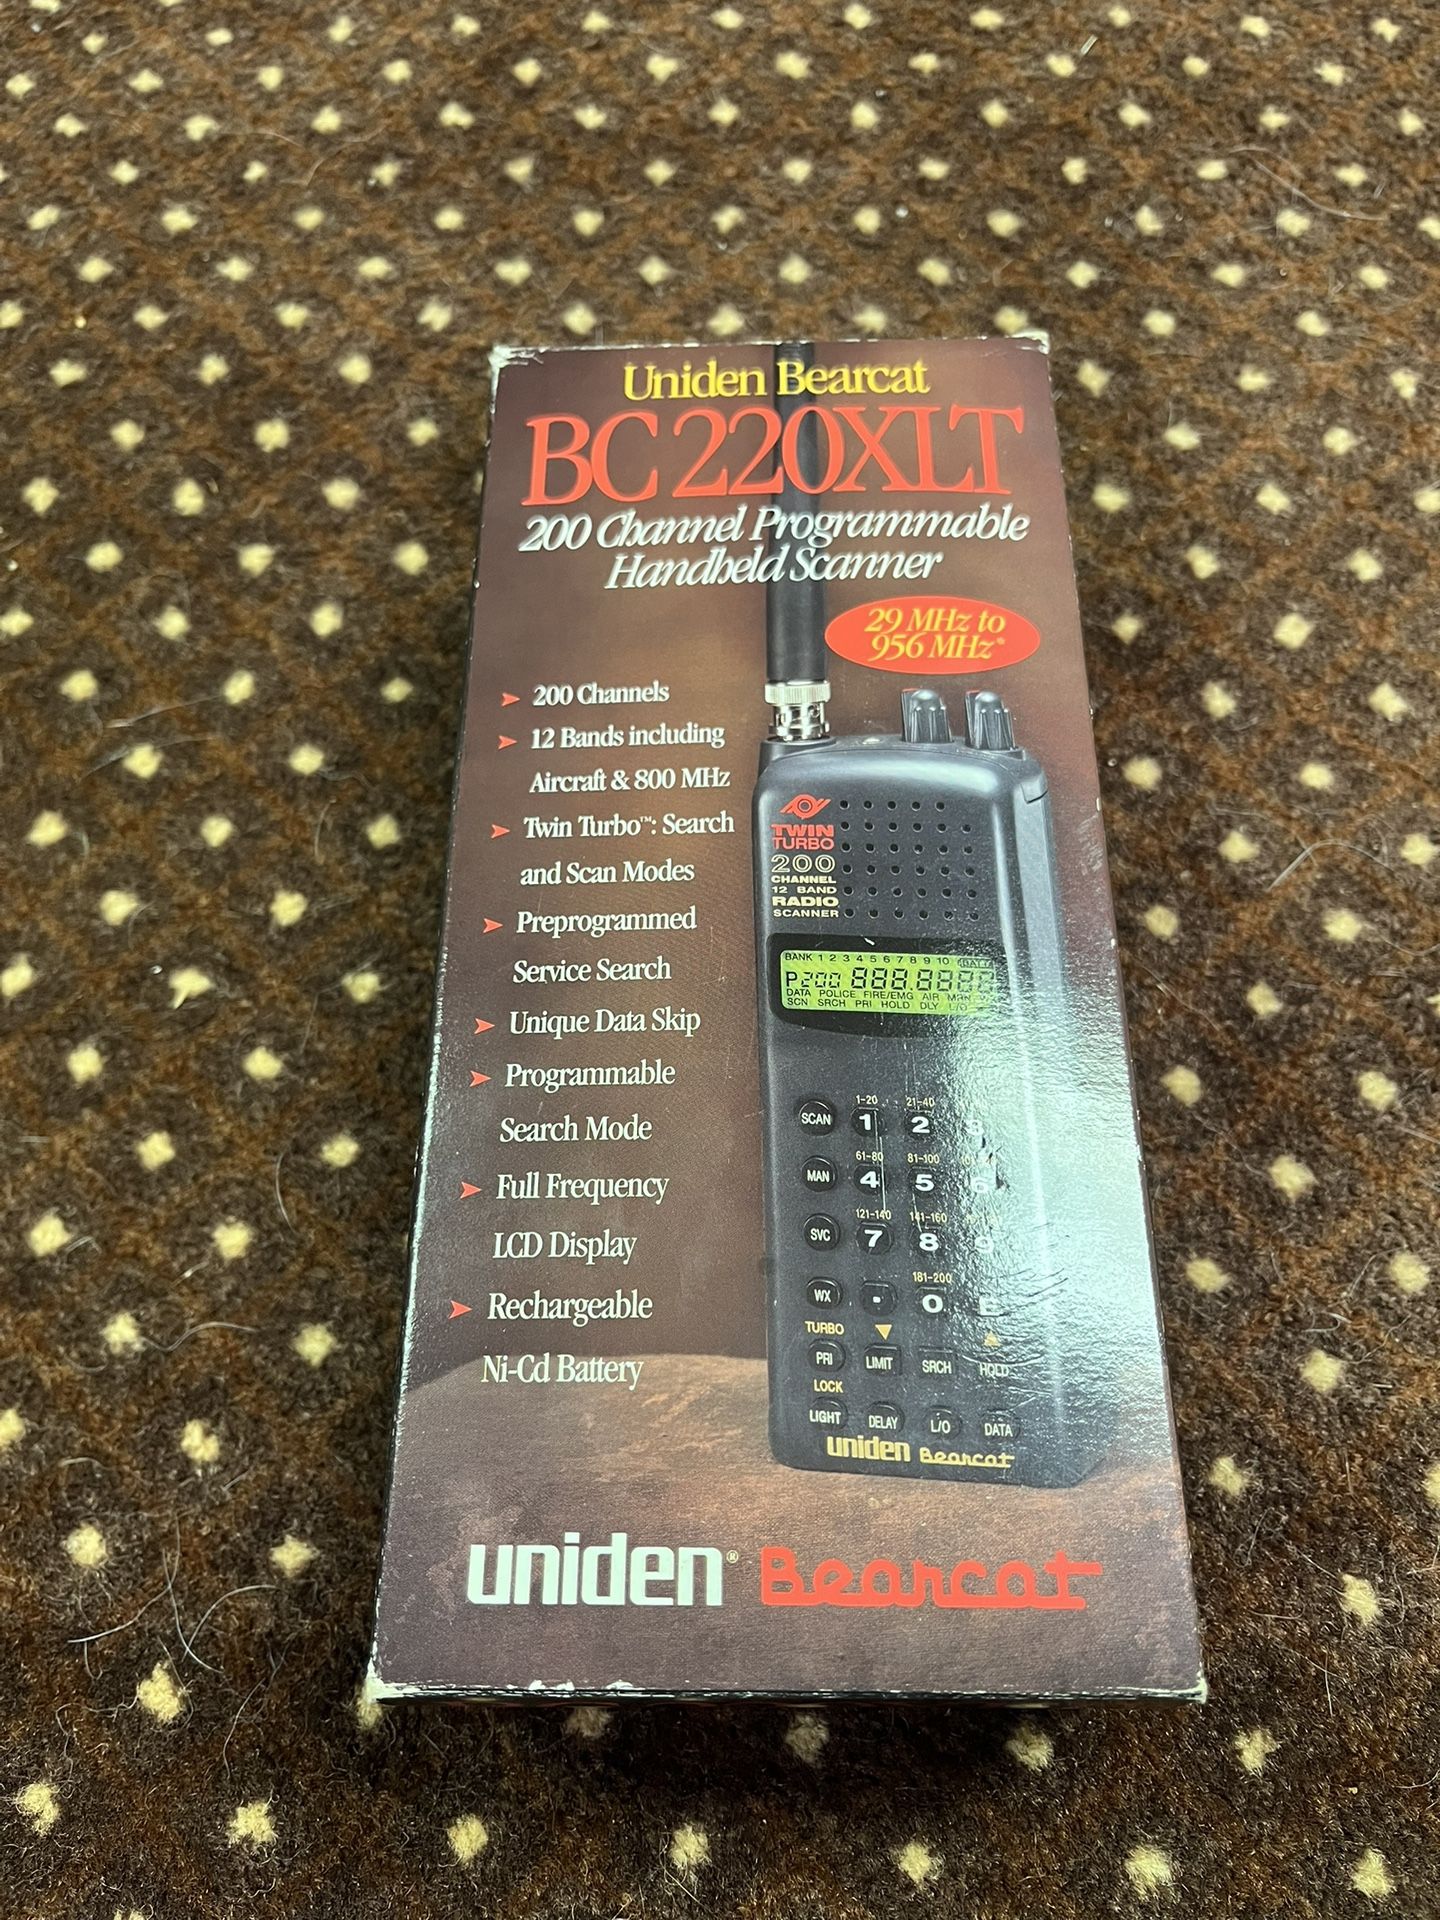 Uniden Bearcat
BC220XLT
200 Channel Programmable
Handheld Scanner
29 MHz to
956 MHz*
200 Channels
12 Bands including
Aircraft & 800 MHz
Twin Turbo™: Search
and Scan Modes
Preprogrammed
Service Search
Unique Data Skip
Programmable
Search Mode
Full Frequency
LCD Display
Rechargeable
Ni-Cd Battery
TWIN
TURBO
200
CHANNEL
12 BAND
RADIO
SCANNER
BANK 1 2 3 4 5 6 7 8 9 10 BATT
P200 888.8888
DATA POLICE FIRE/EMG AIR
SCN SRCH PRI HOLD DLY L/O
1-20 21-40
SCAN 1 2
61-80 81-100
MAN 4 5 6
121-140 141-160
SVC 7 8 9
181-200
WX . 0 E
TURBO ▼ ▲
PRI LIMIT SRCH HOLD
LOCK
LIGHT DELAY L/O DATA
uniden Bearcat
uniden® Bearcat